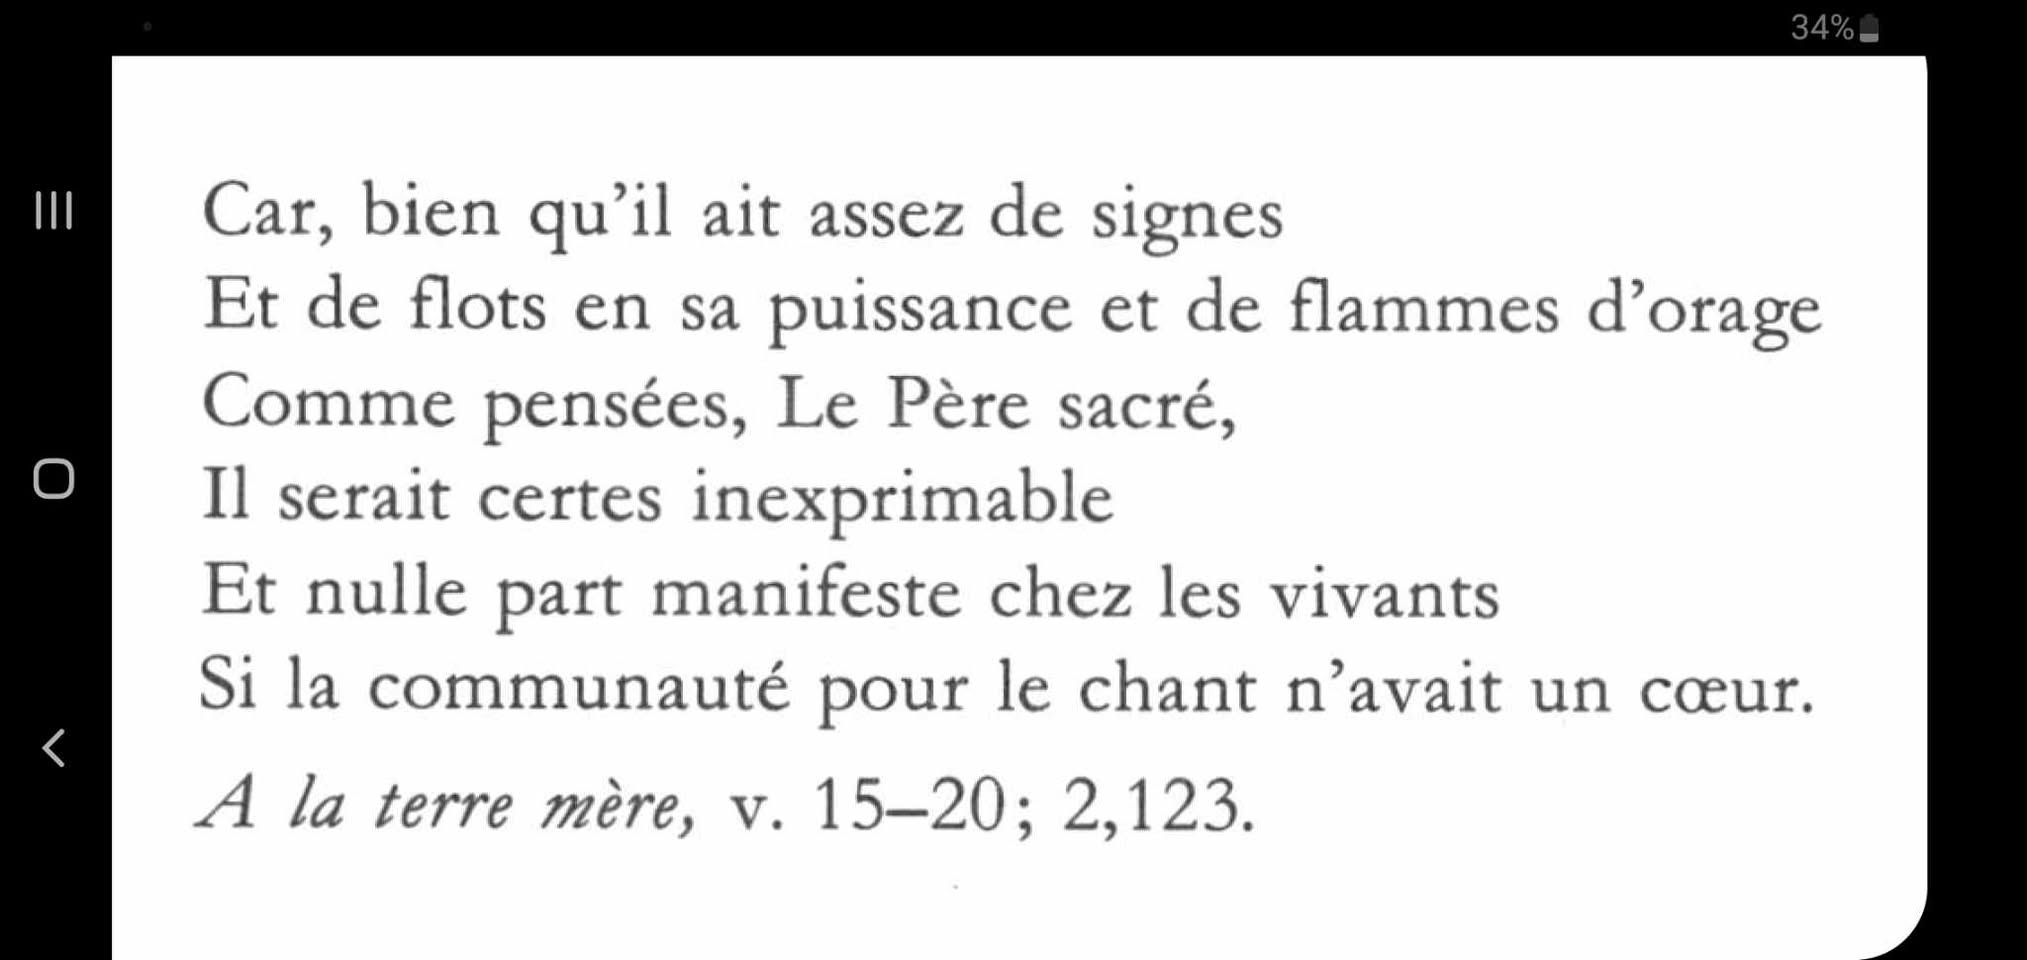 34%
Car, bien qu’il ait assez de signes
Et de flots en sa puissance et de flammes d’orage
Comme pensées, Le Père sacré,
Il serait certes inexprimable
Et nulle part manifeste chez les vivants
Si la communauté pour le chant n’avait un cœur.
A la terre mère, v. 15–20; 2,123.